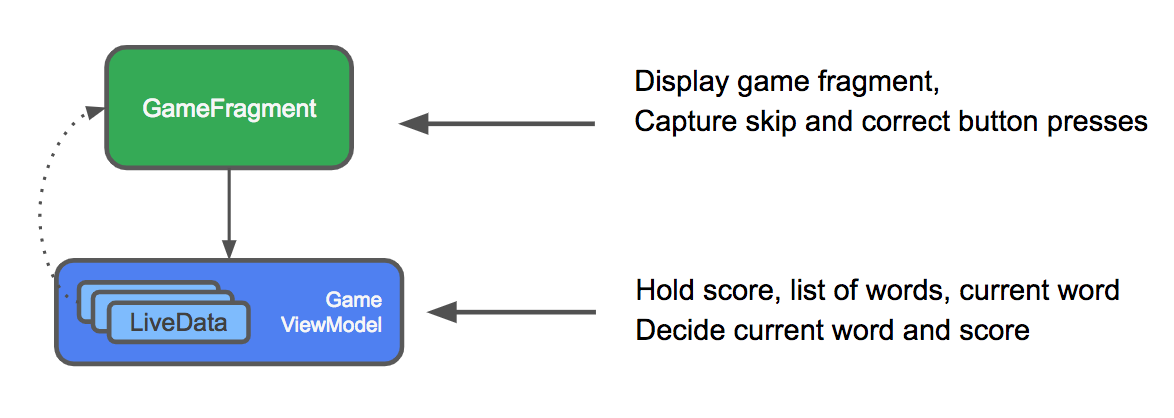 GameFragment
Display game fragment,
Capture skip and correct button presses
LiveData
Game
ViewModel
Hold score, list of words, current word
Decide current word and score